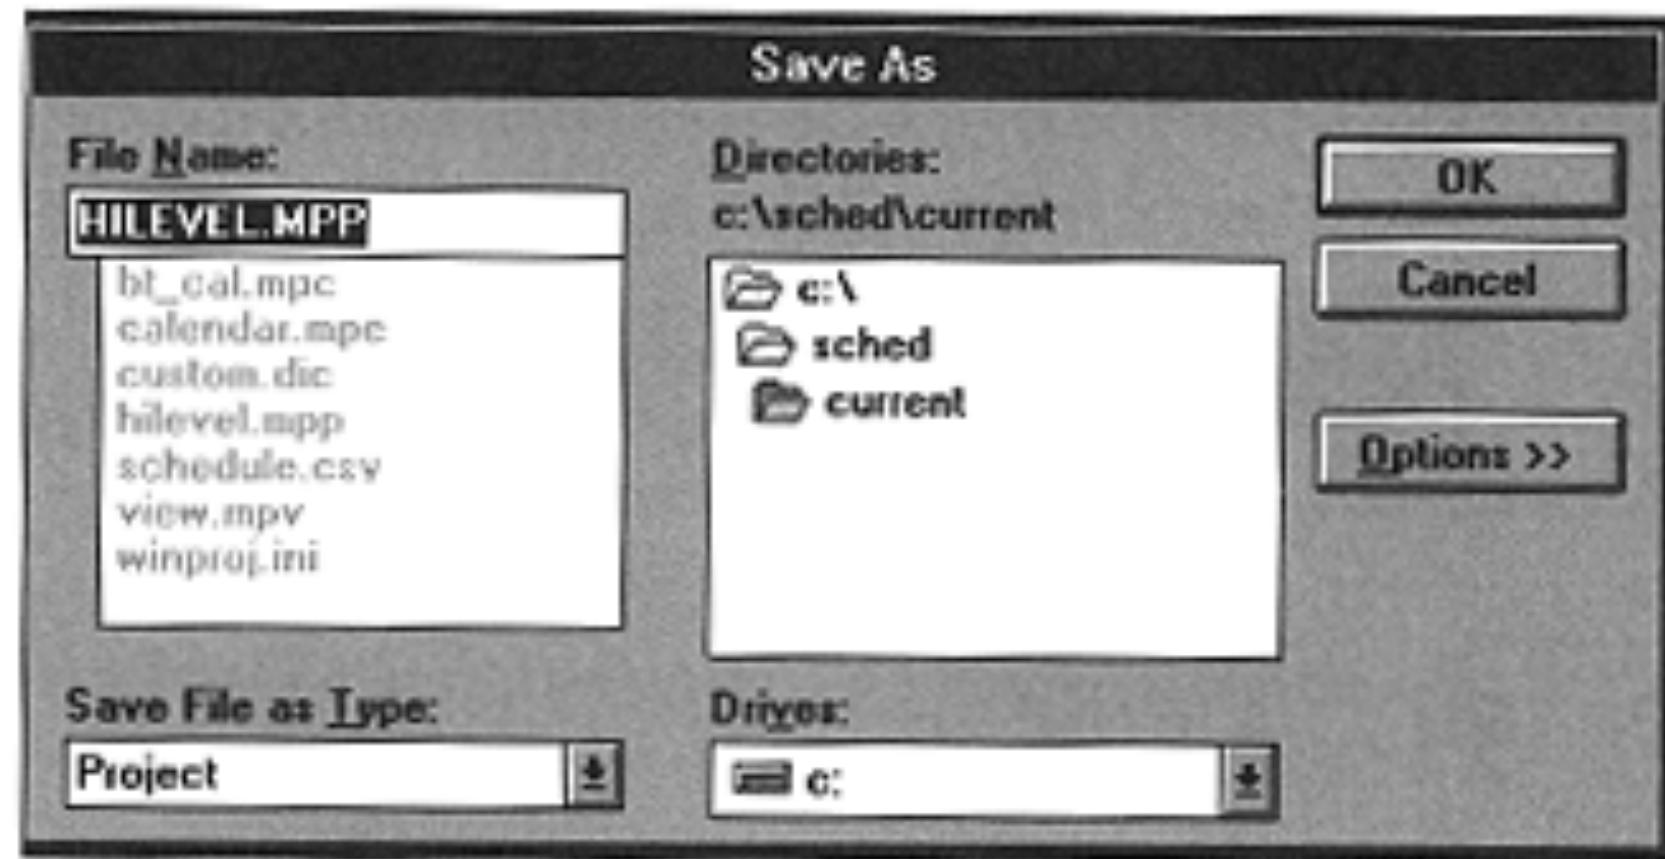 Save As
File Name:
HILEVEL.MPP
bt_cal.mpc
calendar.mpc
custom.dic
hilevel.mpp
schedule.csv
view.mpv
winproj.ini
Save File as Type:
Project
Directories:
c:\sched\current
c:\
sched
current
Drives:
c:
OK
Cancel
Options >>